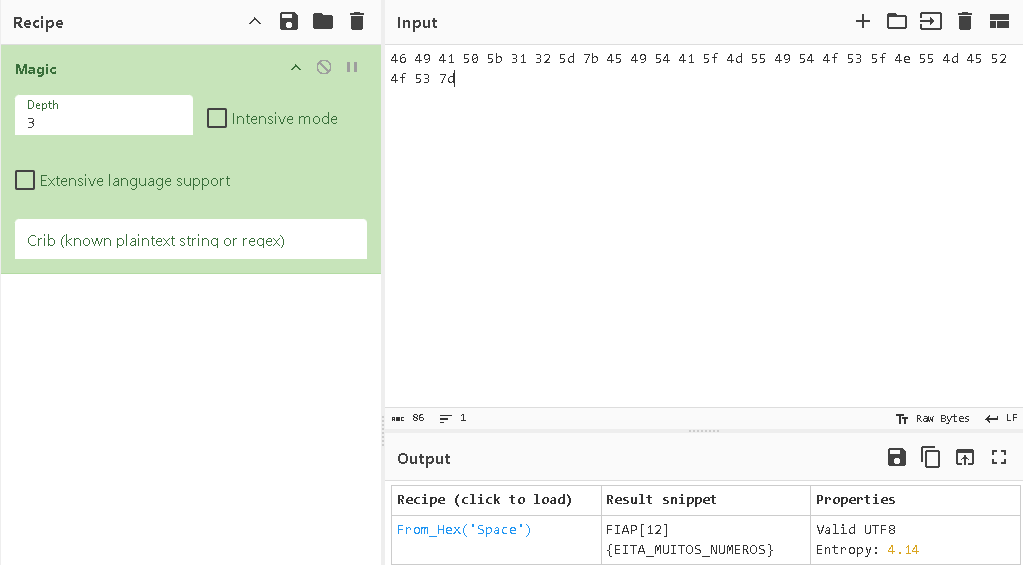 Recipe
Magic
Depth
3
Intensive mode
Extensive language support
Crib (known plaintext string or regex)
Input
46 49 41 50 5b 31 32 5d 7b 45 49 54 41 5f 4d 55 49 54 4f 53 5f 4e 55 4d 45 52
4f 53 7d
ABC 86 1
Tт Raw Bytes LF
Output
Recipe (click to load) Result snippet Properties
From_Hex('Space') FIAP[12] Valid UTF8
{EITA_MUITOS_NUMEROS} Entropy: 4.14